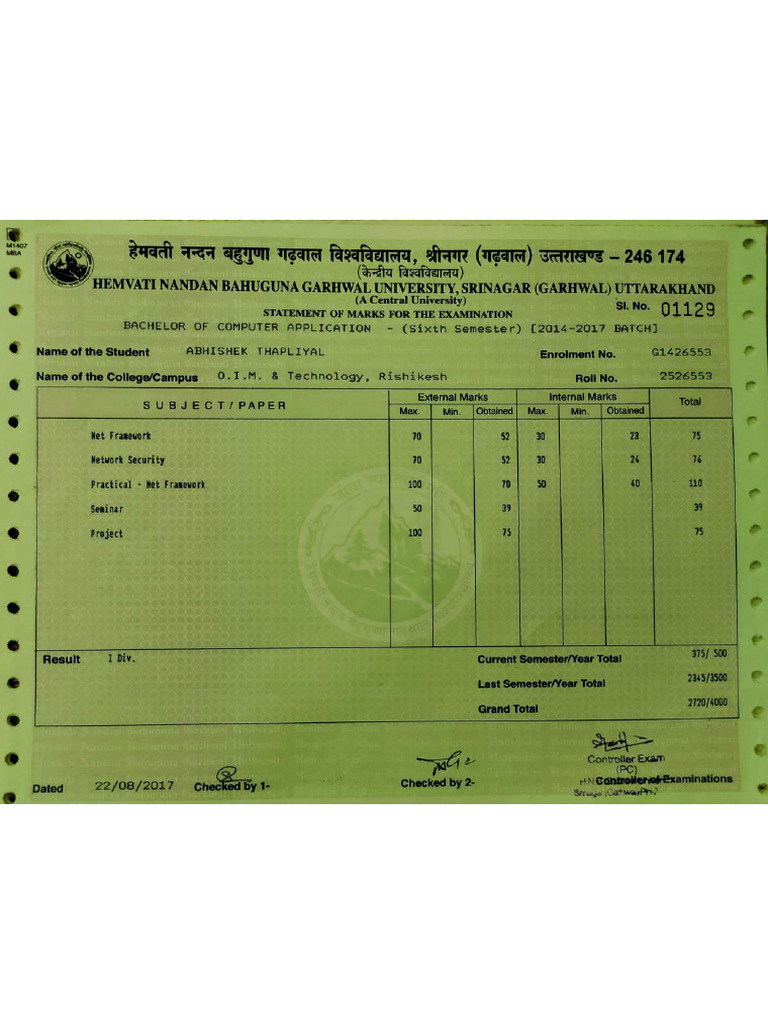 M1407
MBA
हेमवती नन्दन बहुगुणा गढ़वाल विश्वविद्यालय, श्रीनगर (गढ़वाल) उत्तराखण्ड – 246 174
(केन्द्रीय विश्वविद्यालय)
HEMVATI NANDAN BAHUGUNA GARHWAL UNIVERSITY, SRINAGAR (GARHWAL) UTTARAKHAND
(A Central University)
STATEMENT OF MARKS FOR THE EXAMINATION
Sl. No. 01129
BACHELOR OF COMPUTER APPLICATION - (Sixth Semester) [2014-2017 BATCH]
Name of the Student ABHISHEK THAPLIYAL Enrolment No. G1426553
Name of the College/Campus O.I.M. & Technology, Rishikesh Roll No. 2526553
SUBJECT/PAPER External Marks Internal Marks Total
Max. Min. Obtained Max. Min. Obtained
Net Framework 70 52 30 23 75
Network Security 70 52 30 24 76
Practical - Net Framework 100 70 50 40 110
Seminar 50 39 39
Project 100 75 75
Result I Div. Current Semester/Year Total 375/ 500
Last Semester/Year Total 2345/3500
Grand Total 2720/4000
Controller Exam
(PC)
Dated 22/08/2017 Checked by 1- Checked by 2- Controller of Examinations